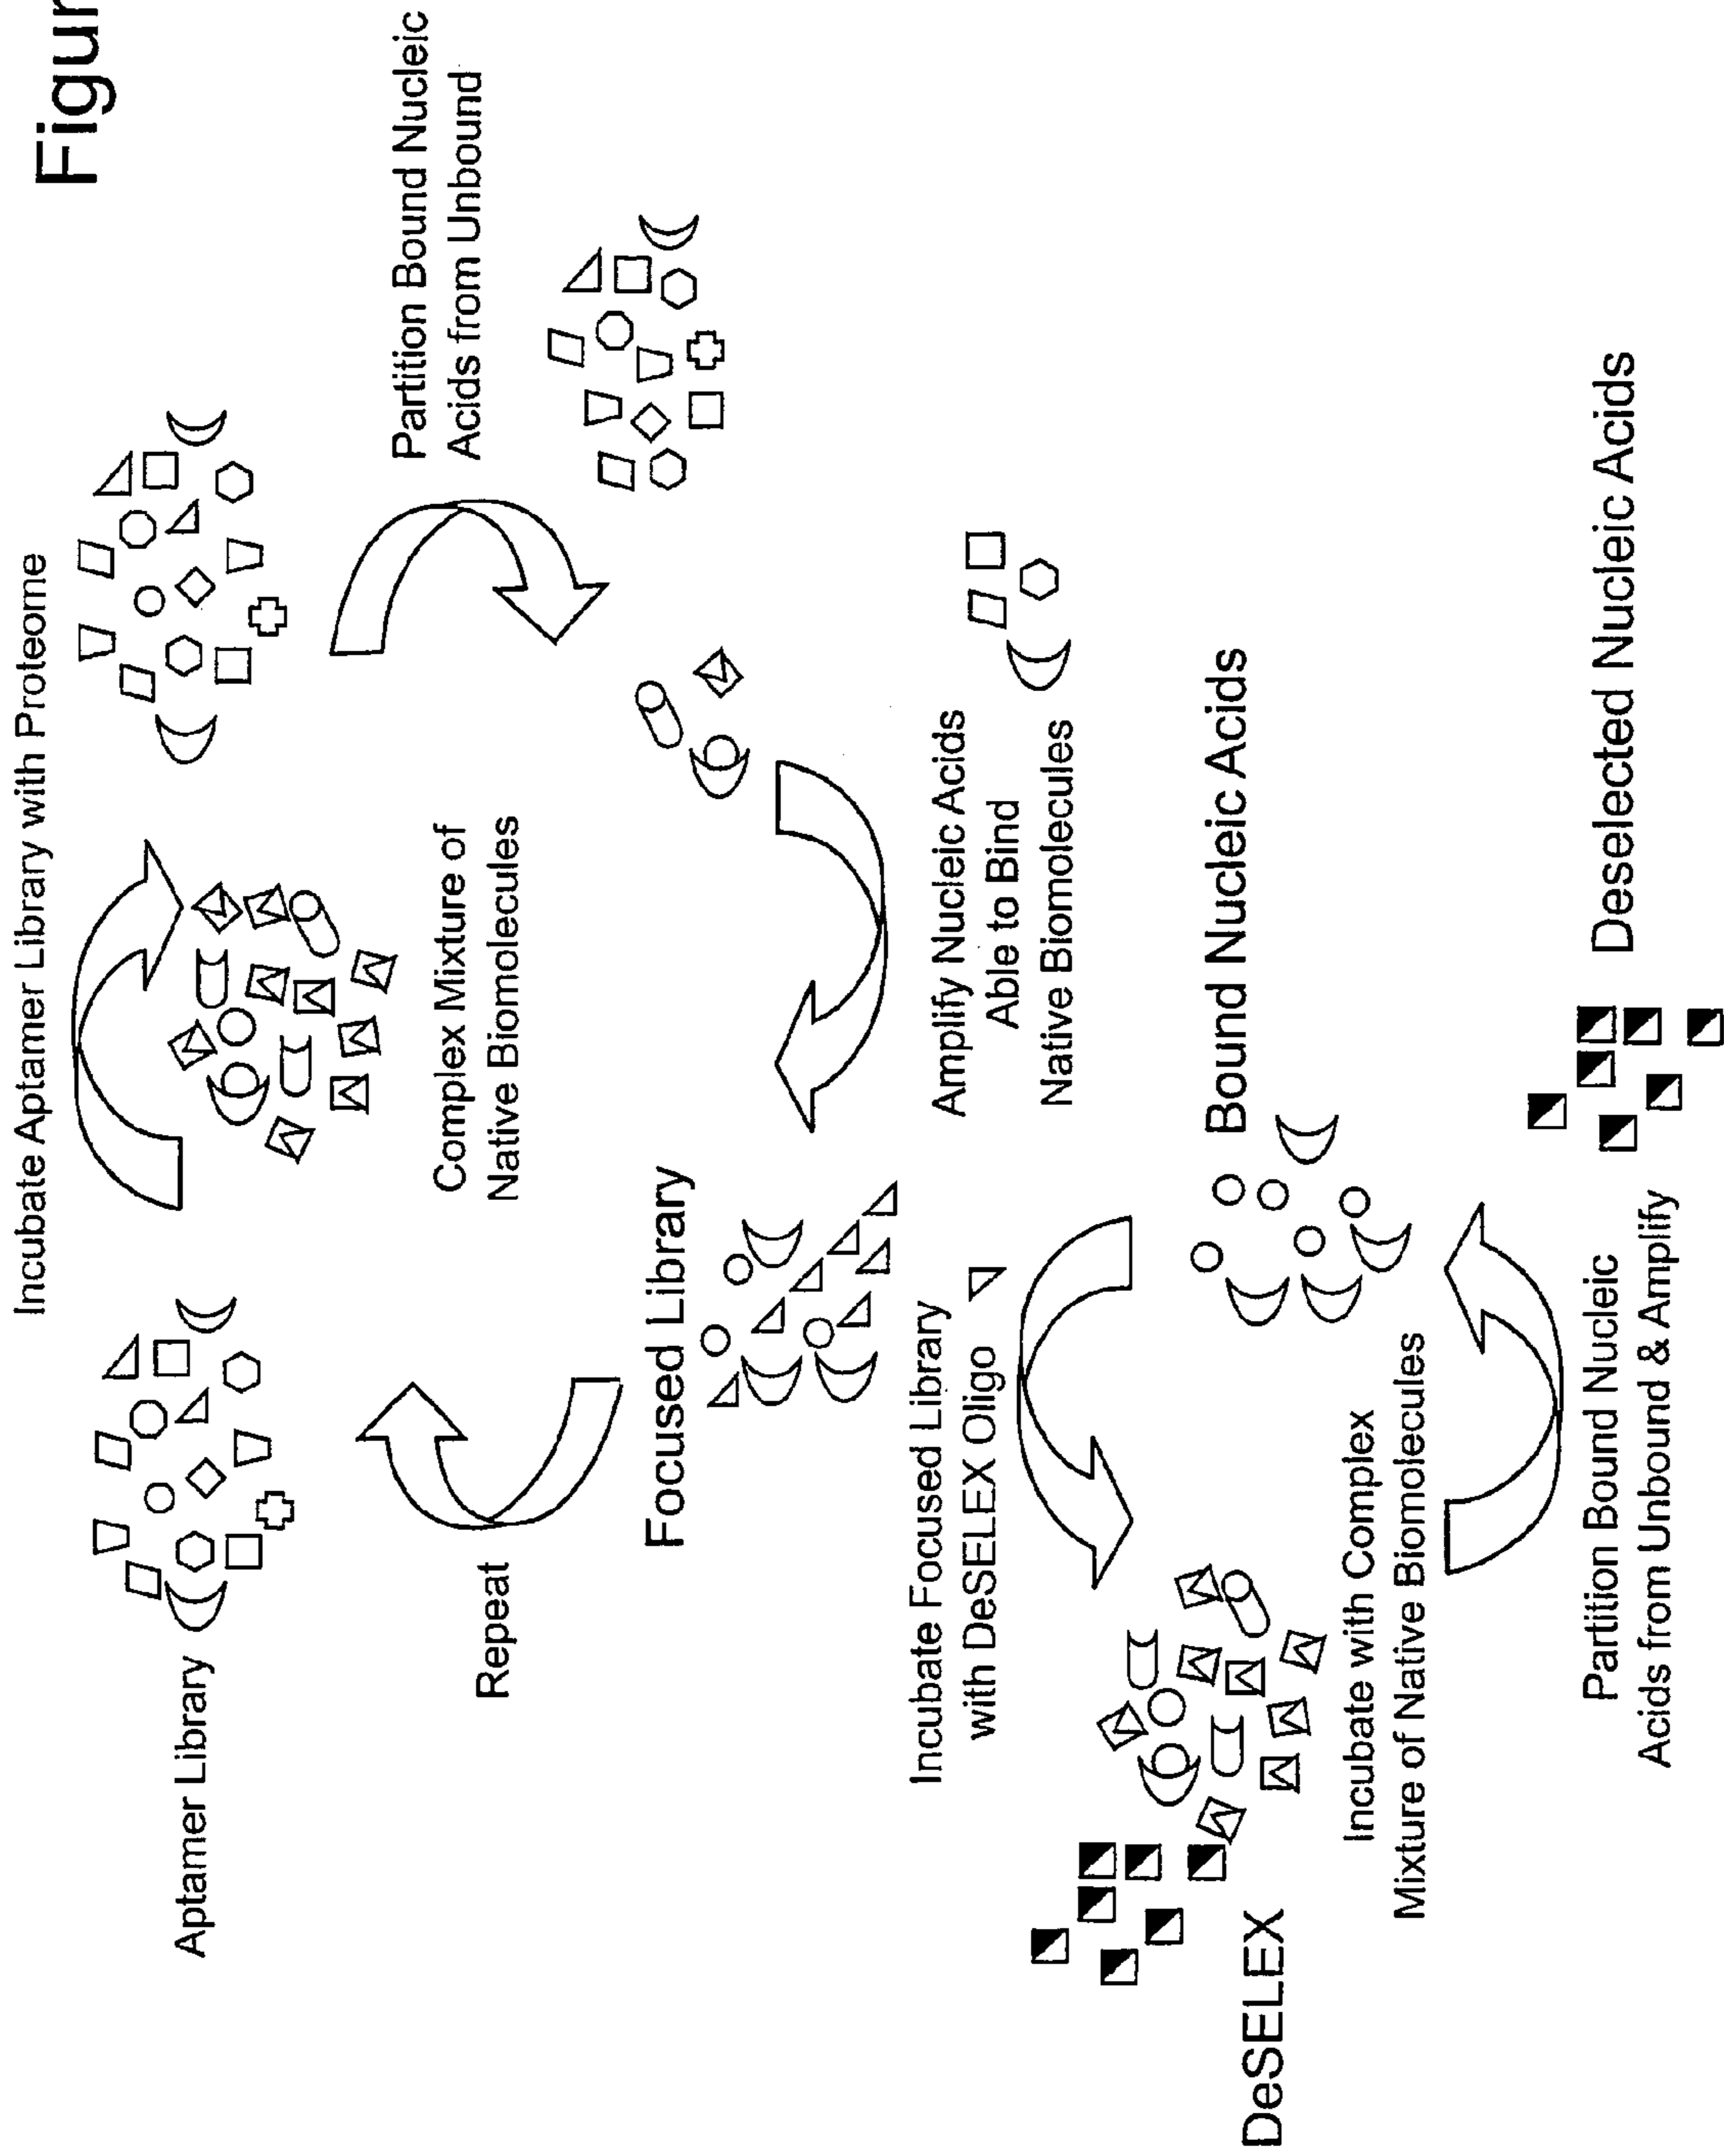 Incubate Aptamer Library with Proteome
Figur
Aptamer Library
Partition Bound Nucleic
Acids from Unbound
Complex Mixture of
Native Biomolecules
Repeat
Focused Library
Amplify Nucleic Acids
Able to Bind
Native Biomolecules
Incubate Focused Library
with DeSELEX Oligo
Bound Nucleic Acids
DeSELEX
Incubate with Complex
Mixture of Native Biomolecules
Partition Bound Nucleic
Acids from Unbound & Amplify
Deselected Nucleic Acids